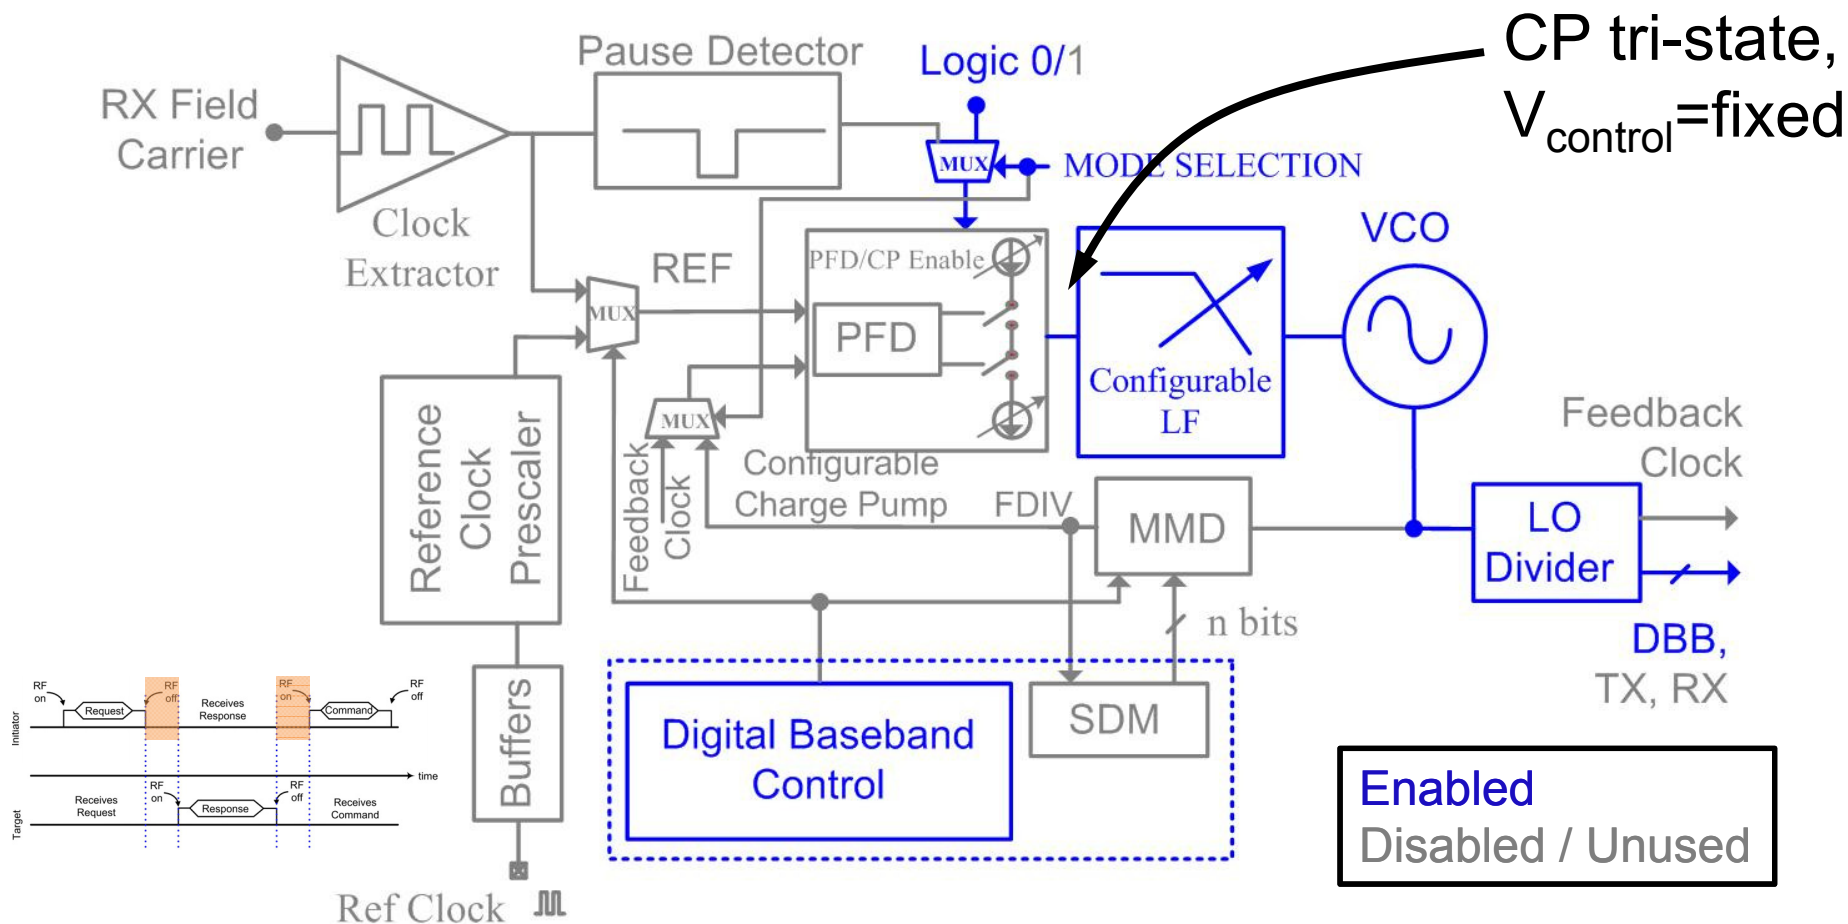 CP tri-state,
Vcontrol=fixed
Pause Detector
Logic 0/1
RX Field
Carrier
MUX
MODE SELECTION
Clock
Extractor
VCO
REF
PFD/CP Enable
MUX
PFD
Configurable
LF
MUX
Reference
Clock
Prescaler
Feedback
Clock
Configurable
Charge Pump
FDIV
MMD
Feedback
Clock
LO
Divider
n bits
DBB,
TX, RX
Digital Baseband
Control
SDM
Buffers
Ref Clock
Initiator
RF
on
Request
RF
off
Receives
Response
RF
on
Command
RF
off
time
Target
Receives
Request
RF
on
Response
RF
off
Receives
Command
Enabled
Disabled / Unused